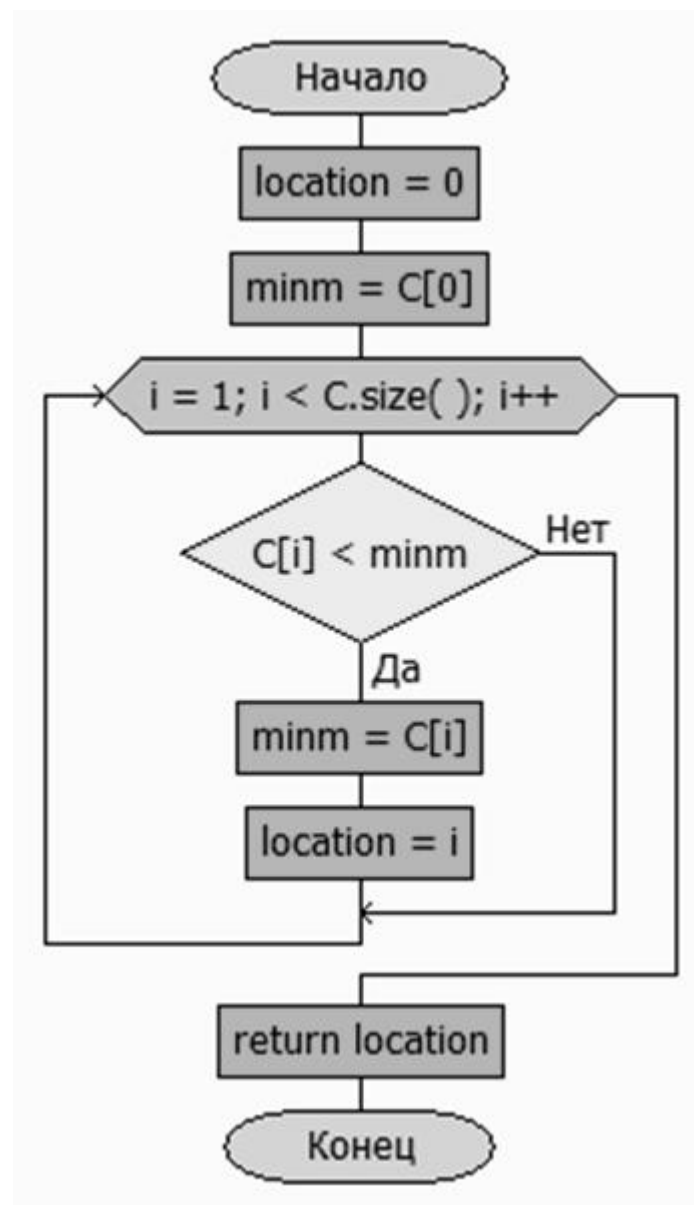 Начало
location = 0
minm = C[0]
i = 1; i < C.size( ); i++
C[i] < minm
Нет
Да
minm = C[i]
location = i
return location
Конец